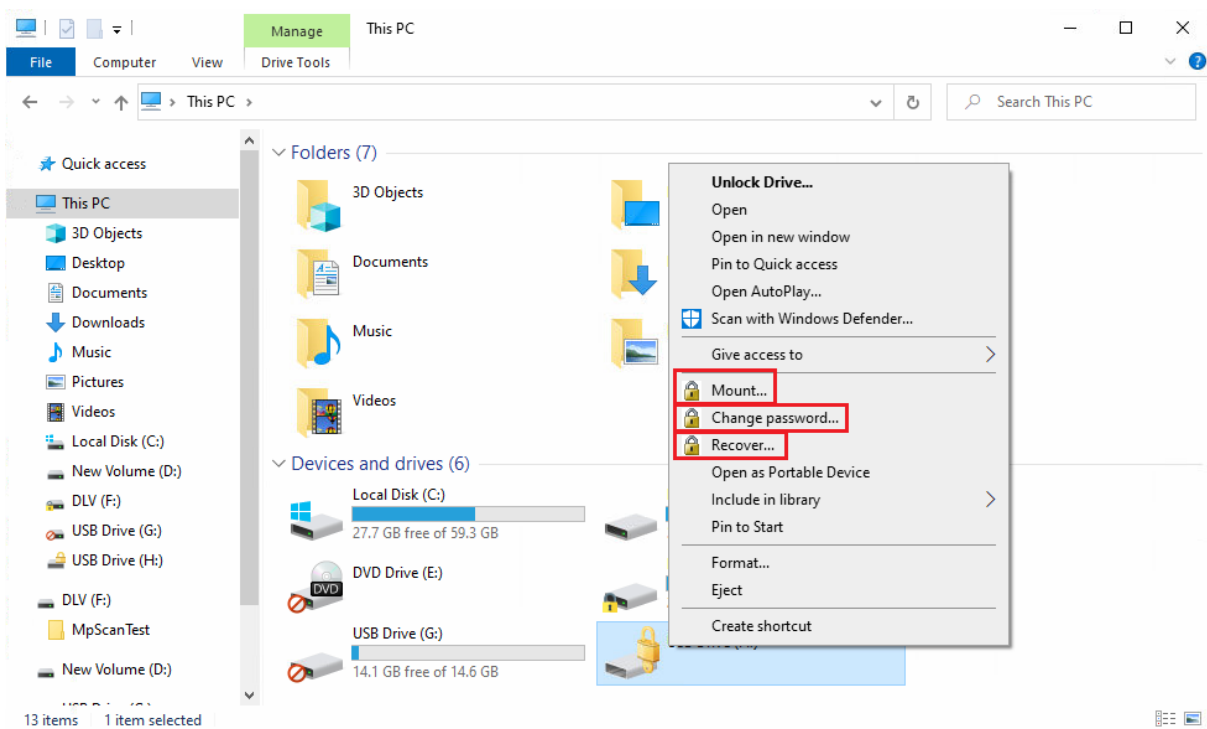 Manage
This PC
File
Computer
View
Drive Tools
This PC
Search This PC
Quick access
This PC
3D Objects
Desktop
Documents
Downloads
Music
Pictures
Videos
Local Disk (C:)
New Volume (D:)
DLV (F:)
USB Drive (G:)
USB Drive (H:)
DLV (F:)
MpScanTest
New Volume (D:)
Folders (7)
3D Objects
Documents
Music
Videos
Devices and drives (6)
Local Disk (C:)
27.7 GB free of 59.3 GB
DVD Drive (E:)
DVD
USB Drive (G:)
14.1 GB free of 14.6 GB
Unlock Drive...
Open
Open in new window
Pin to Quick access
Open AutoPlay...
Scan with Windows Defender...
Give access to
Mount...
Change password...
Recover...
Open as Portable Device
Include in library
Pin to Start
Format...
Eject
Create shortcut
13 items
1 item selected